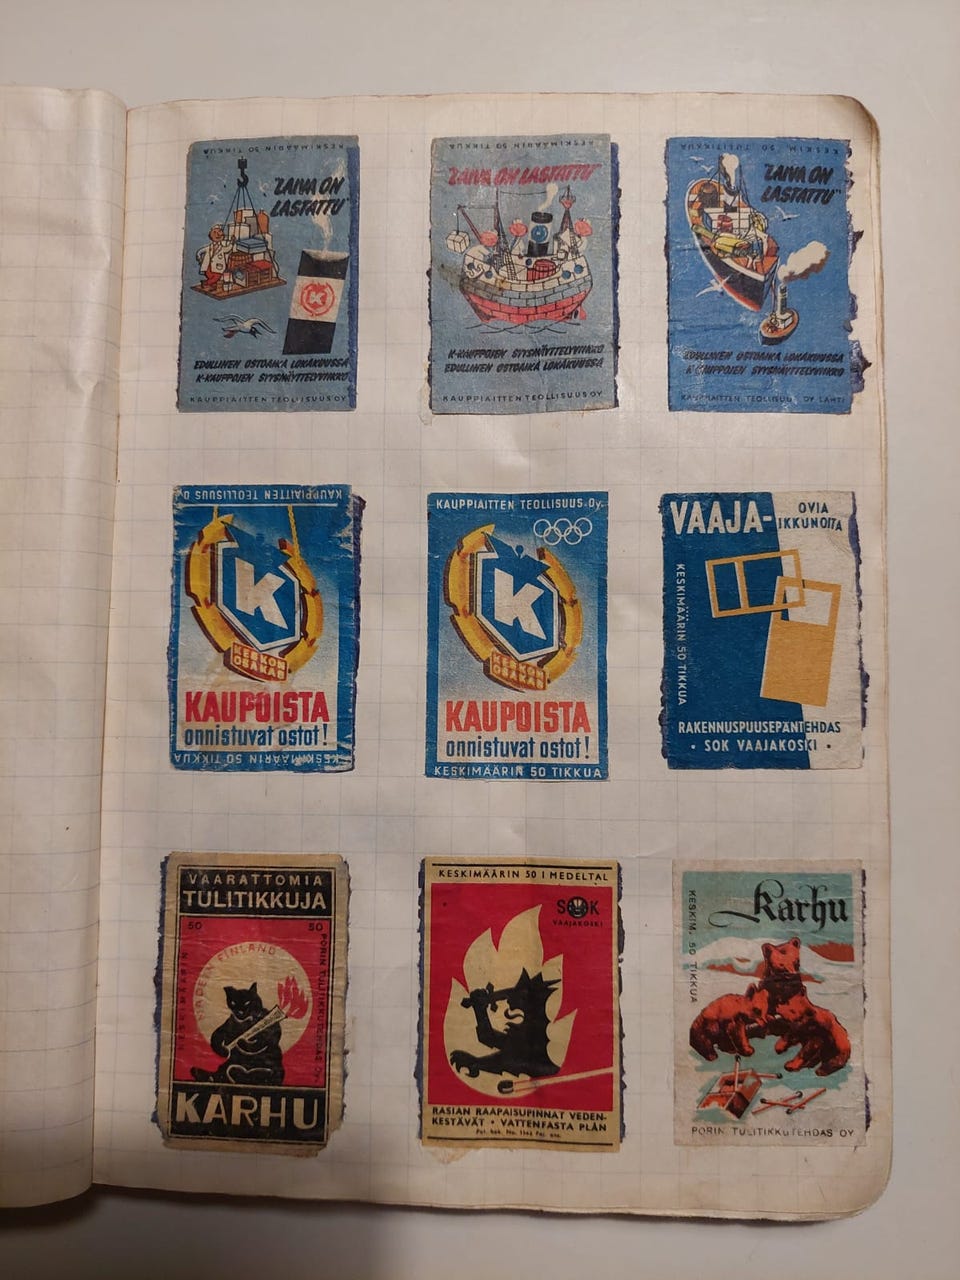 KESKIMÄÄRIN 50 TIKKUA
"LAIVA ON
LASTATTU"
K
EDULLINEN OSTOAIKA LOKAKUUSSA
K-KAUPPOJEN SYYSNÄYTTELYVIIKKO
KAUPPIAITTEN TEOLLISUUS OY
KESKIMÄÄRIN 50 TIKKUA
"LAIVA ON LASTATTU"
K-KAUPPOJEN SYYSNÄYTTELYVIIKKO
EDULLINEN OSTOAIKA LOKAKUUSSA
KAUPPIAITTEN TEOLLISUUS OY
KESKIM. 50 TULITIKKUA
"LAIVA ON
LASTATTU"
EDULLINEN OSTOAIKA LOKAKUUSSA
K-KAUPPOJEN SYYSNÄYTTELYVIIKKO
KAUPPIAITTEN TEOLLISUUS OY LAHTI
KAUPPIAITTEN TEOLLISUUS O
K
KESKON
OSAKAS
KAUPOISTA
onnistuvat ostot!
KESKIMÄÄRIN 50 TIKKUA
KAUPPIAITTEN TEOLLISUUS Oy.
K
KESKON
OSAKAS
KAUPOISTA
onnistuvat ostot!
KESKIMÄÄRIN 50 TIKKUA
VAAJA-
OVIA
IKKUNOITA
KESKIMÄÄRIN 50 TIKKUA
RAKENNUSPUUSEPÄNTEHDAS
• SOK VAAJAKOSKI •
VAARATTOMIA
TULITIKKUJA
50 50
KESKIMÄÄRIN
MADE IN FINLAND
PORIN TULITIKKUTEHDAS OY.
KARHU
KESKIMÄÄRIN 50 I MEDELTAL
SOK
VAAJAKOSKI
RASIAN RAAPAISUPINNAT VEDEN-
KESTÄVÄT • VATTENFASTA PLÅN
Karhu
KESKIM. 50 TIKKUA
PORIN TULITIKKUTEHDAS OY